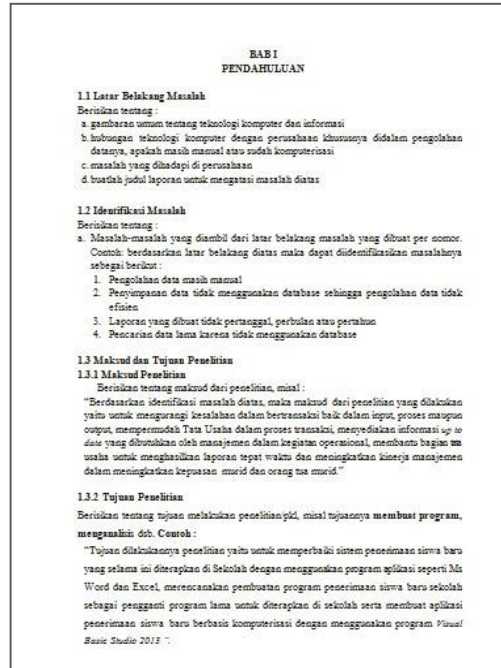 BAB I
PENDAHULUAN
1.1 Latar Belakang Masalah
Berisikan tentang :
a. gambaran umum tentang teknologi komputer dan informasi
b. hubungan teknologi komputer dengan perusahaan khususnya didalam pengolahan
datanya, apakah masih manual atau sudah komputerisasi
c. masalah yang dihadapi di perusahaan
d. buatlah judul laporan untuk mengatasi masalah diatas
1.2 Identifikasi Masalah
Berisikan tentang :
a. Masalah-masalah yang diambil dari latar belakang masalah yang dibuat per nomor.
Contoh: berdasarkan latar belakang diatas maka dapat diidentifikasikan masalahnya
sebegai berikut :
1. Pengolahan data masih manual
2. Penyimpanan data tidak menggunakan database sehingga pengolahan data tidak
efisien
3. Laporan yang dibuat tidak pertanggal, perbulan atau pertahun
4. Pencarian data lama karena tidak menggunakan database
1.3 Maksud dan Tujuan Penelitian
1.3.1 Maksud Penelitian
Berisikan tentang maksud dari penelitian, misal :
“Berdasarkan identifikasi masalah diatas, maka maksud dari penelitian yang dilakukan
yaitu untuk mengurangi kesalahan dalam bertransaksi baik dalam input, proses maupun
output, mempermudah Tata Usaha dalam proses transaksi, menyediakan informasi up to
date yang dibutuhkan oleh manajemen dalam kegiatan operasional, membantu bagian tata
usaha untuk menghasilkan laporan tepat waktu dan meningkatkan kinerja manajemen
dalam meningkatkan kepuasan murid dan orang tua murid.”
1.3.2 Tujuan Penelitian
Berisikan tentang tujuan melakukan penelitian/pkl, misal tujuannya membuat program,
menganalisis dsb. Contoh :
“Tujuan dilakukannya penelitian yaitu untuk memperbaiki sistem penerimaan siswa baru
yang selama ini diterapkan di Sekolah dengan menggunakan program aplikasi seperti Ms
Word dan Excel, merencanakan pembuatan program penerimaan siswa baru sekolah
sebagai pengganti program lama untuk diterapkan di sekolah serta membuat aplikasi
penerimaan siswa baru berbasis komputerisasi dengan menggunakan program Visual
Basic Studio 2013 ”.